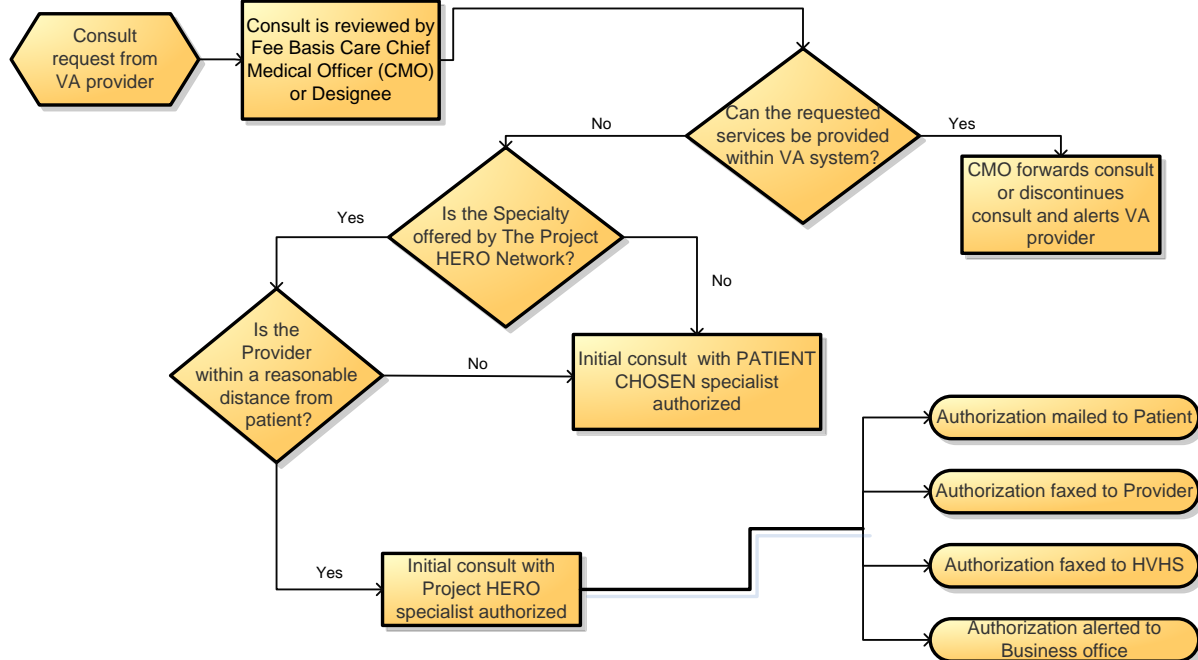 Consult
request from
VA provider
Consult is reviewed by
Fee Basis Care Chief
Medical Officer (CMO)
or Designee
Can the requested
services be provided
within VA system?
No
Yes
CMO forwards consult
or discontinues
consult and alerts VA
provider
Is the Specialty
offered by The Project
HERO Network?
Yes
No
Is the
Provider
within a reasonable
distance from
patient?
No
Initial consult with PATIENT
CHOSEN specialist
authorized
Yes
Initial consult with
Project HERO
specialist authorized
Authorization mailed to Patient
Authorization faxed to Provider
Authorization faxed to HVHS
Authorization alerted to
Business office